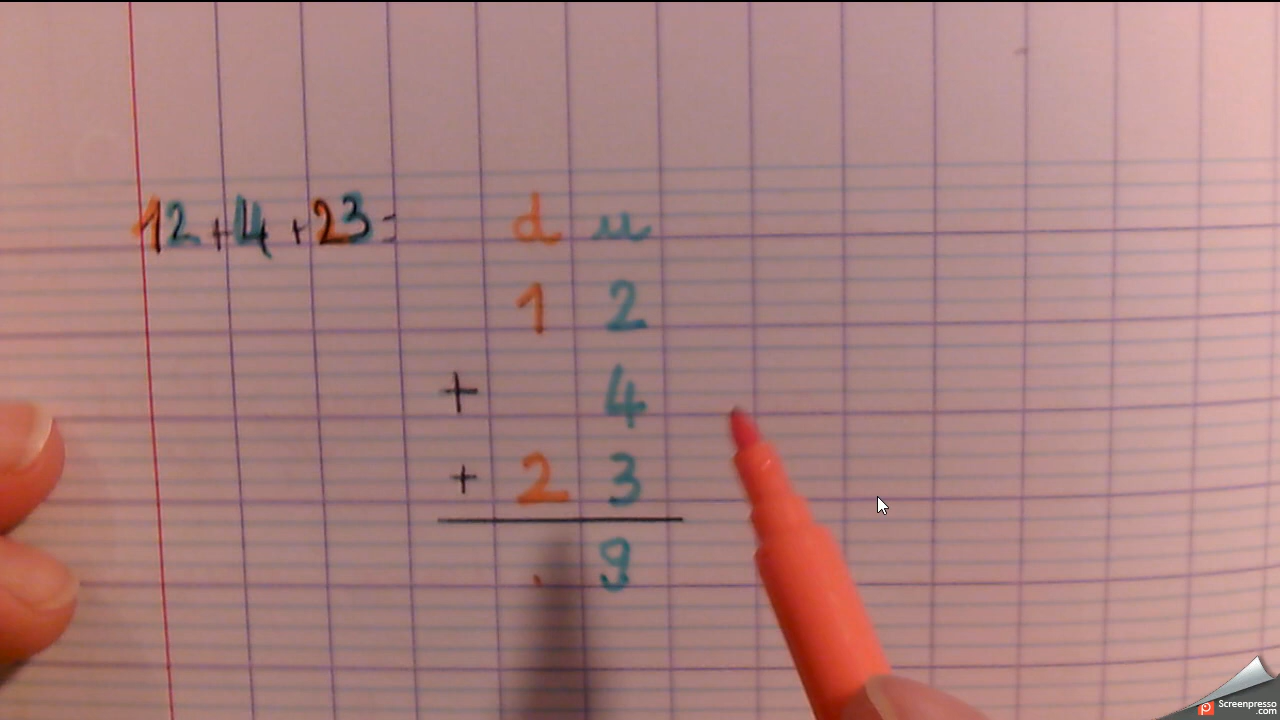 12+4+23=
d u
1 2
+ 4
+ 2 3
9
Screenpresso
.com